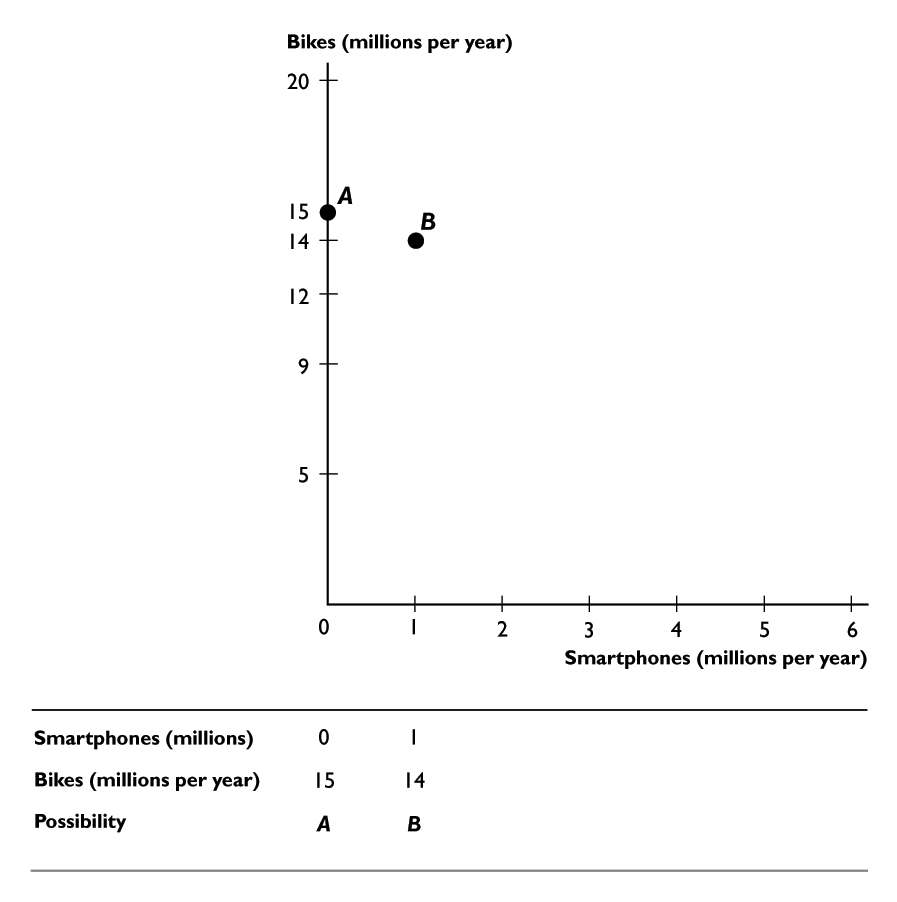 Bikes (millions per year)
20
A
15
B
14
12
9
5
0 1 2 3 4 5 6
Smartphones (millions per year)
Smartphones (millions) 0 1
Bikes (millions per year) 15 14
Possibility A B